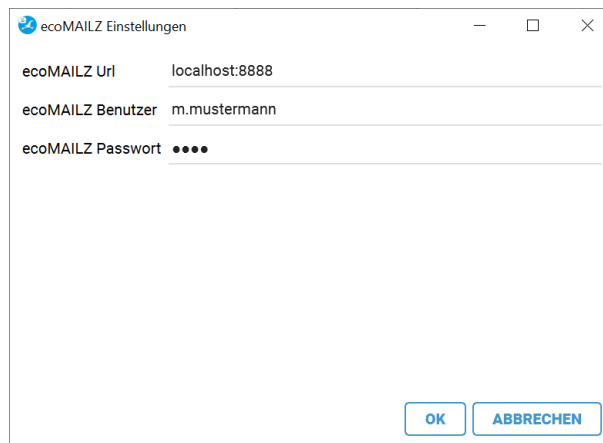 ecoMAILZ Einstellungen
ecoMAILZ Url localhost:8888
ecoMAILZ Benutzer m.mustermann
ecoMAILZ Passwort ●●●●
OK ABBRECHEN